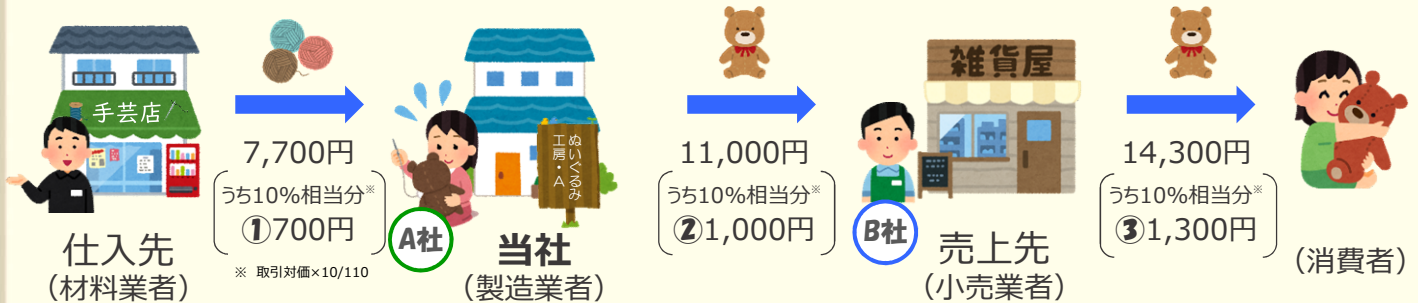 手芸店
7,700円
うち10%相当分※
①700円
※ 取引対価×10/110
仕入先
（材料業者）
ぬいぐるみ
工房・A
A社
当社
（製造業者）
11,000円
うち10%相当分※
②1,000円
雑貨屋
B社
売上先
（小売業者）
14,300円
うち10%相当分※
③1,300円
（消費者）